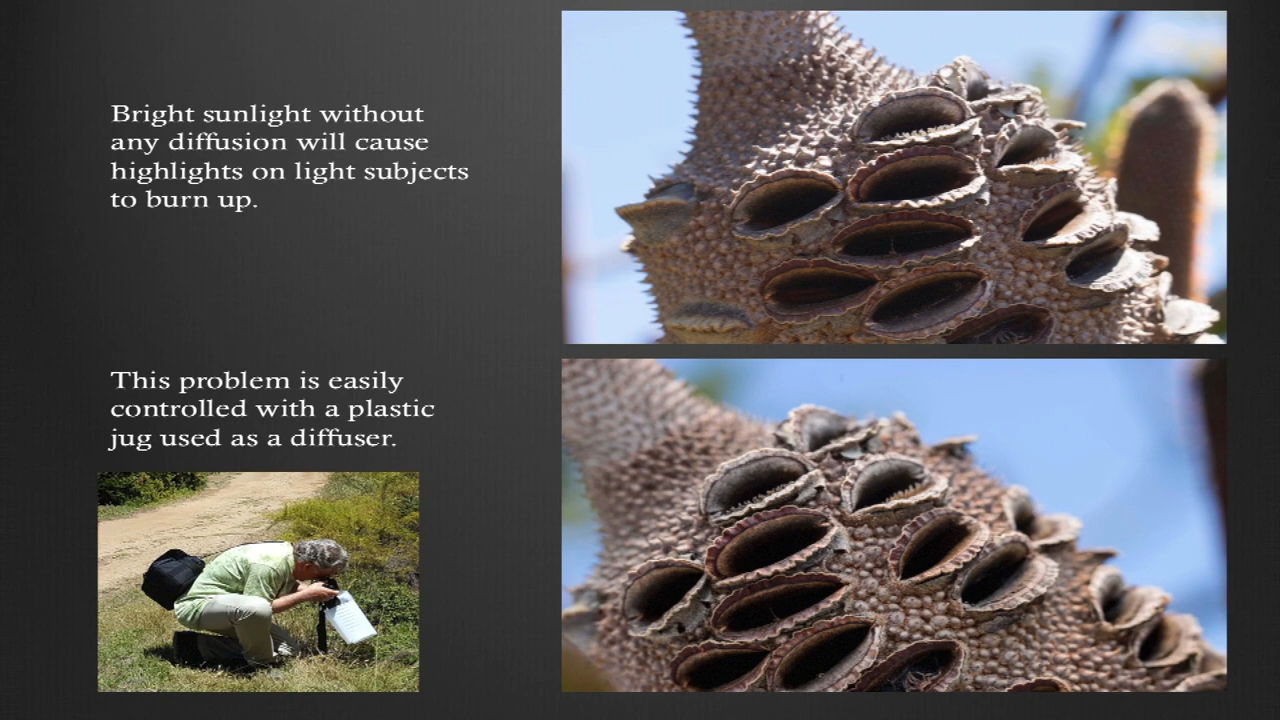 Bright sunlight without
any diffusion will cause
highlights on light subjects
to burn up.
This problem is easily
controlled with a plastic
jug used as a diffuser.